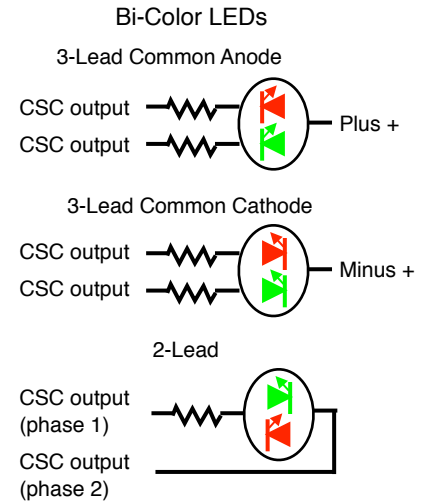 Bi-Color LEDs
3-Lead Common Anode
CSC output
CSC output
Plus +
3-Lead Common Cathode
CSC output
CSC output
Minus +
2-Lead
CSC output
(phase 1)
CSC output
(phase 2)